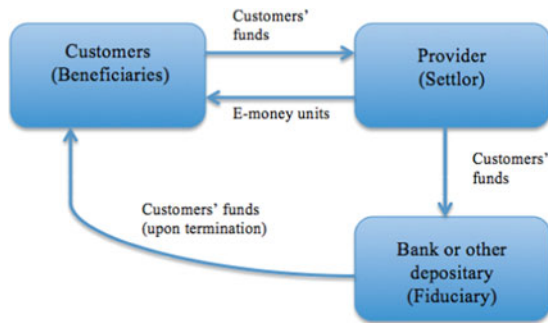 Customers'
funds
Customers
(Beneficiaries)
Provider
(Settlor)
E-money units
Customers'
funds
Customers' funds
(upon termination)
Bank or other
depositary
(Fiduciary)